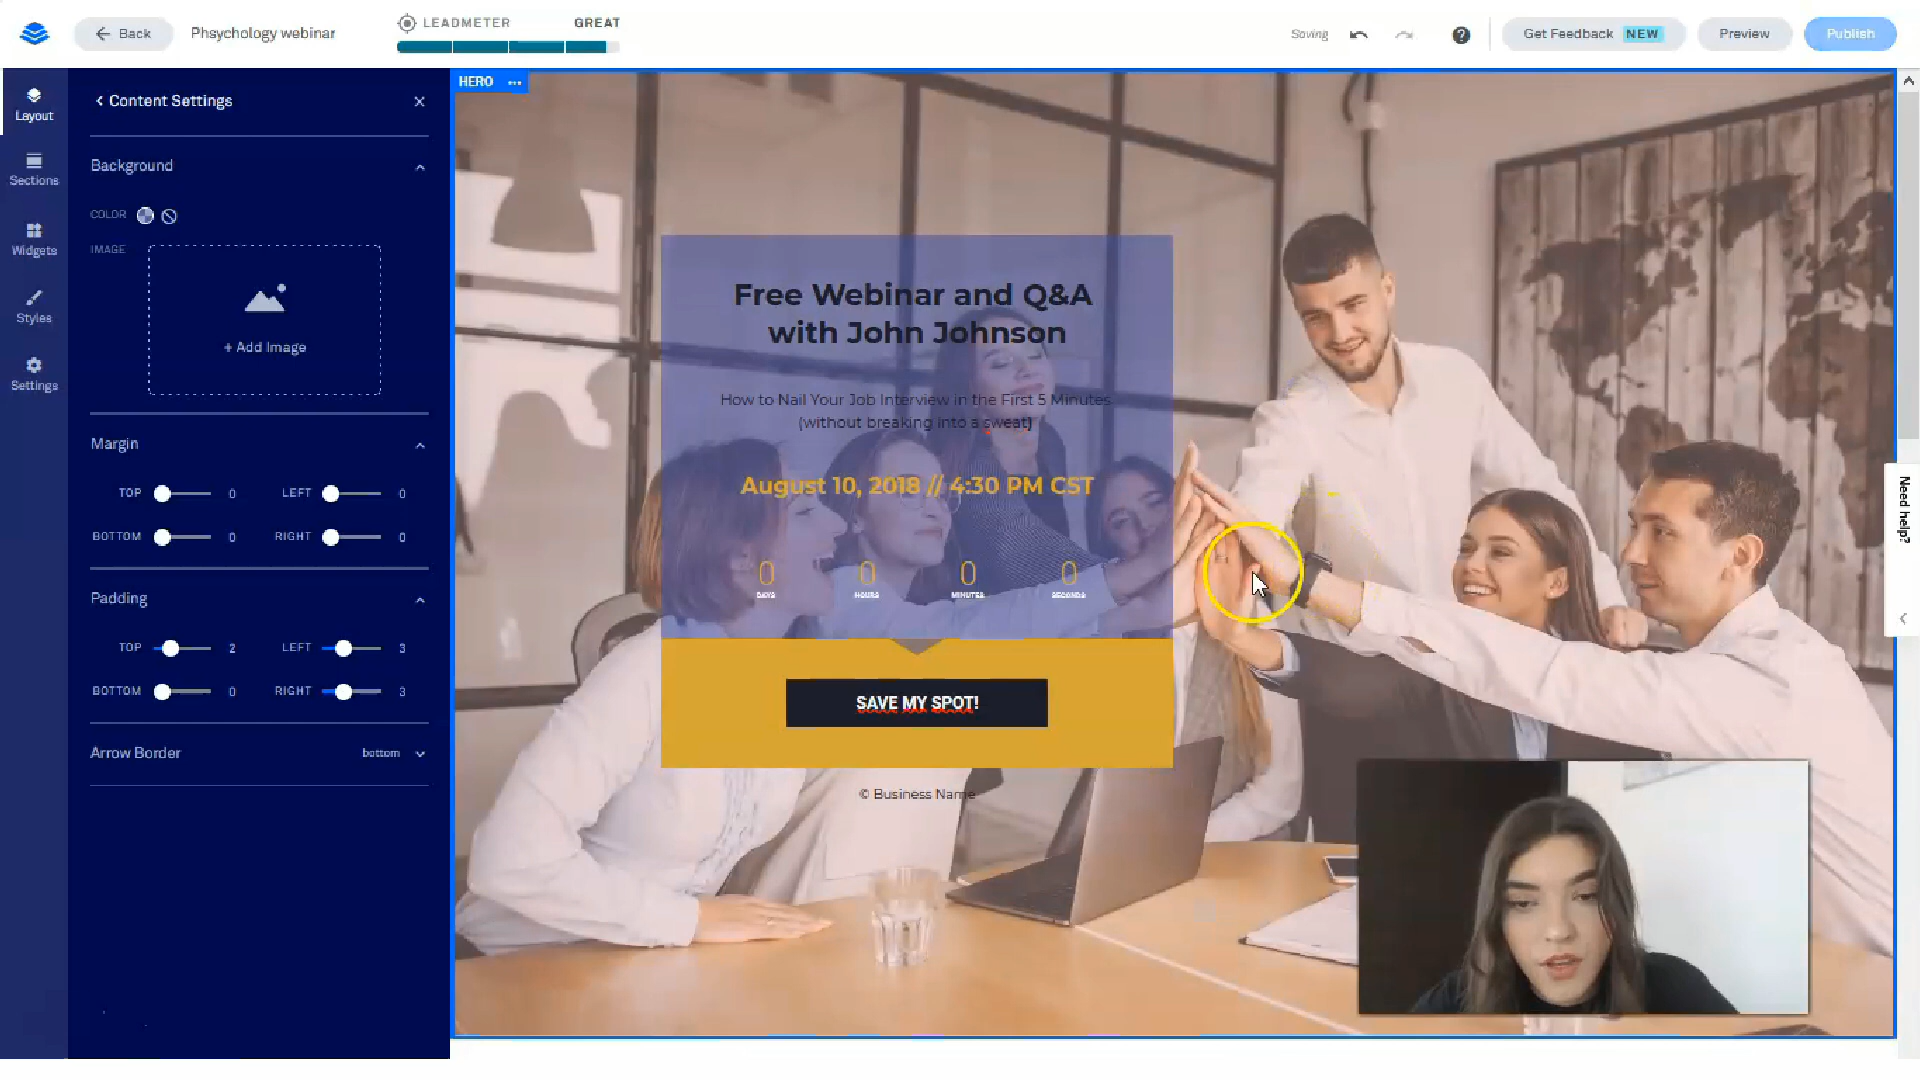 Back
Phsychology webinar
LEADMETER
GREAT
Saving
Get Feedback NEW
Preview
Publish
Layout
Sections
Widgets
Styles
Settings
Content Settings
Background
COLOR
IMAGE
+ Add Image
Margin
TOP 0 LEFT 0
BOTTOM 0 RIGHT 0
Padding
TOP 2 LEFT 3
BOTTOM 0 RIGHT 3
Arrow Border bottom
HERO
Free Webinar and Q&A
with John Johnson
How to Nail Your Job Interview in the First 5 Minutes
(without breaking into a sweat)
August 10, 2018 // 4:30 PM CST
0 0 0 0
DAYS HOURS MINUTES SECONDS
SAVE MY SPOT!
© Business Name
Need help?